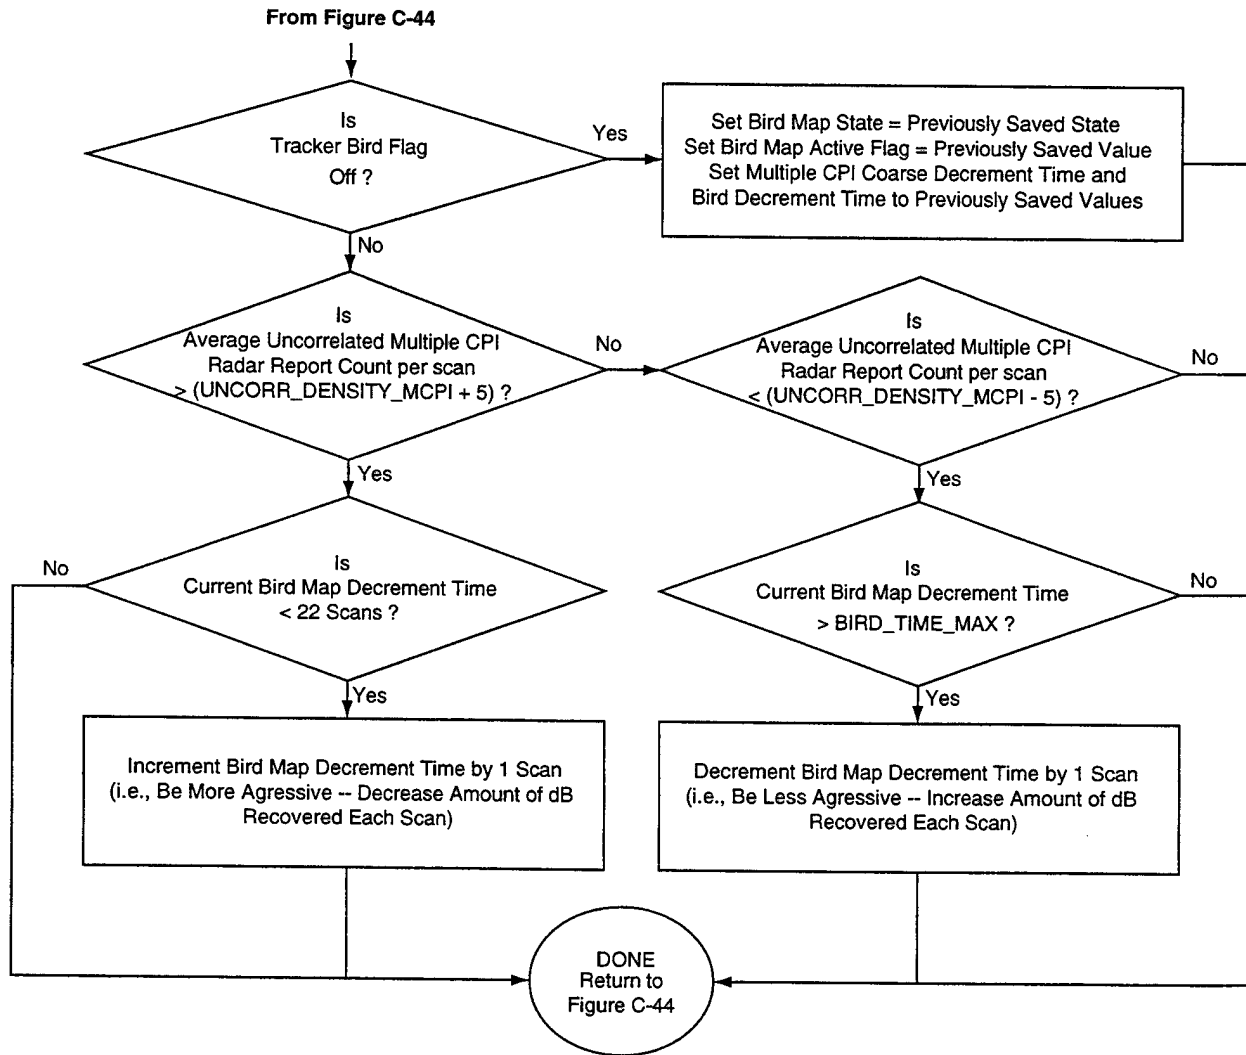 From Figure C-44
Is
Tracker Bird Flag
Off ?
Yes
Set Bird Map State = Previously Saved State
Set Bird Map Active Flag = Previously Saved Value
Set Multiple CPI Coarse Decrement Time and
Bird Decrement Time to Previously Saved Values
No
Is
Average Uncorrelated Multiple CPI
Radar Report Count per scan
> (UNCORR_DENSITY_MCPI + 5) ?
No
Is
Average Uncorrelated Multiple CPI
Radar Report Count per scan
< (UNCORR_DENSITY_MCPI - 5) ?
No
Yes
Yes
No
Is
Current Bird Map Decrement Time
< 22 Scans ?
Is
Current Bird Map Decrement Time
> BIRD_TIME_MAX ?
No
Yes
Yes
Increment Bird Map Decrement Time by 1 Scan
(i.e., Be More Agressive -- Decrease Amount of dB
Recovered Each Scan)
Decrement Bird Map Decrement Time by 1 Scan
(i.e., Be Less Agressive -- Increase Amount of dB
Recovered Each Scan)
DONE
Return to
Figure C-44